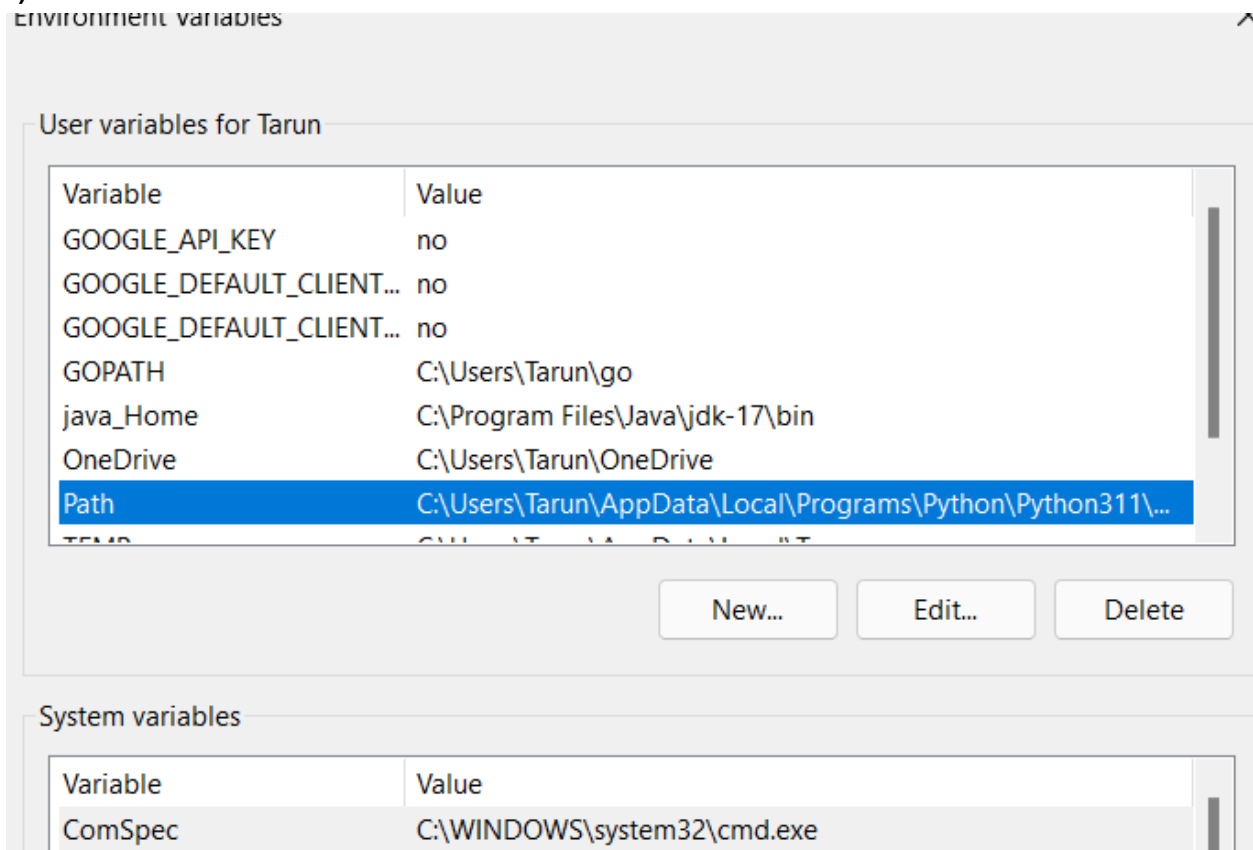 Environment Variables
User variables for Tarun
Variable Value
GOOGLE_API_KEY no
GOOGLE_DEFAULT_CLIENT... no
GOOGLE_DEFAULT_CLIENT... no
GOPATH C:\Users\Tarun\go
java_Home C:\Program Files\Java\jdk-17\bin
OneDrive C:\Users\Tarun\OneDrive
Path C:\Users\Tarun\AppData\Local\Programs\Python\Python311\...
New... Edit... Delete
System variables
Variable Value
ComSpec C:\WINDOWS\system32\cmd.exe